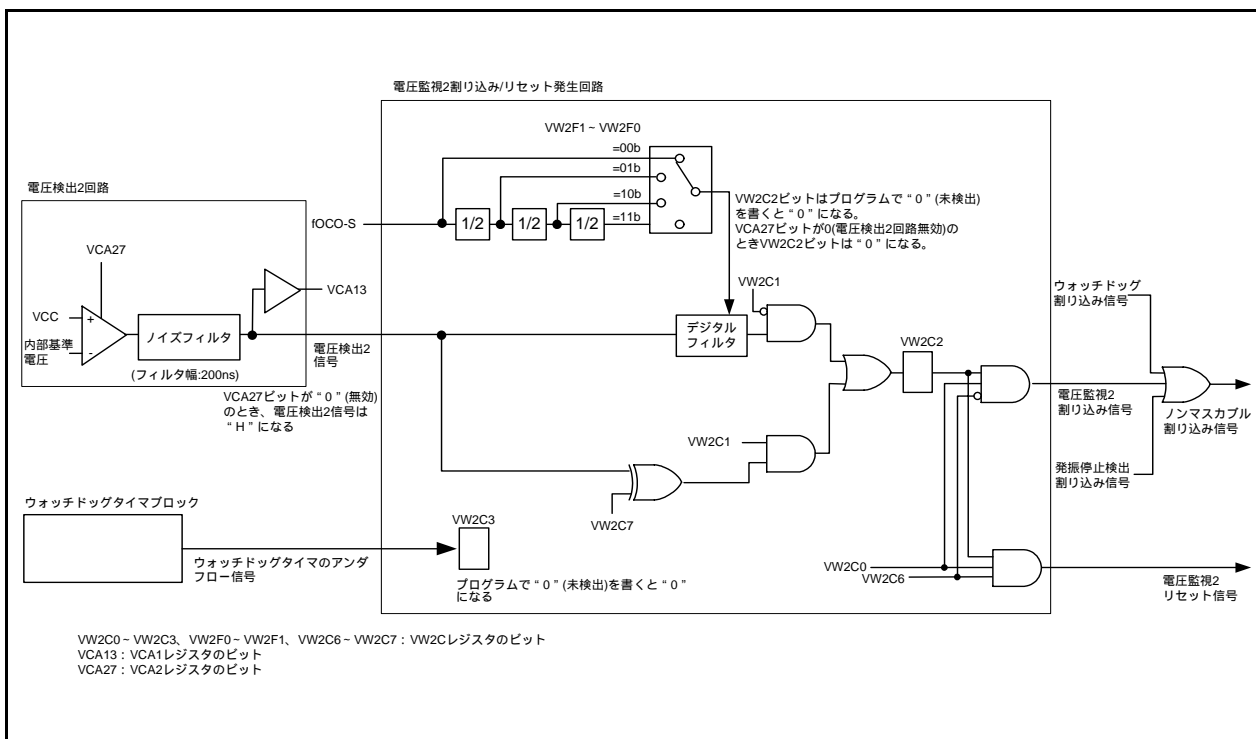 電圧監視2割り込み/リセット発生回路
VW2F1~VW2F0
=00b
=01b
=10b
=11b
電圧検出2回路
VCA27
fOCO-S
1/2
1/2
1/2
VW2C2ビットはプログラムで“0”(未検出)
を書くと“0”になる。
VCA27ビットが0(電圧検出2回路無効)の
ときVW2C2ビットは“0”になる。
VCA13
VW2C1
VCC
+
内部基準
電圧
-
ノイズフィルタ
(フィルタ幅:200ns)
電圧検出2
信号
デジタル
フィルタ
VW2C2
ウォッチドッグ
割り込み信号
VCA27ビットが“0”(無効)
のとき、電圧検出2信号は
“H”になる
電圧監視2
割り込み信号
ノンマスカブル
割り込み信号
VW2C1
発振停止検出
割り込み信号
VW2C7
ウォッチドッグタイマブロック
VW2C3
ウォッチドッグタイマのアンダ
フロー信号
プログラムで“0”(未検出)を書くと“0”
になる
VW2C0
VW2C6
電圧監視2
リセット信号
VW2C0~VW2C3、VW2F0~VW2F1、VW2C6~VW2C7:VW2Cレジスタのビット
VCA13:VCA1レジスタのビット
VCA27:VCA2レジスタのビット